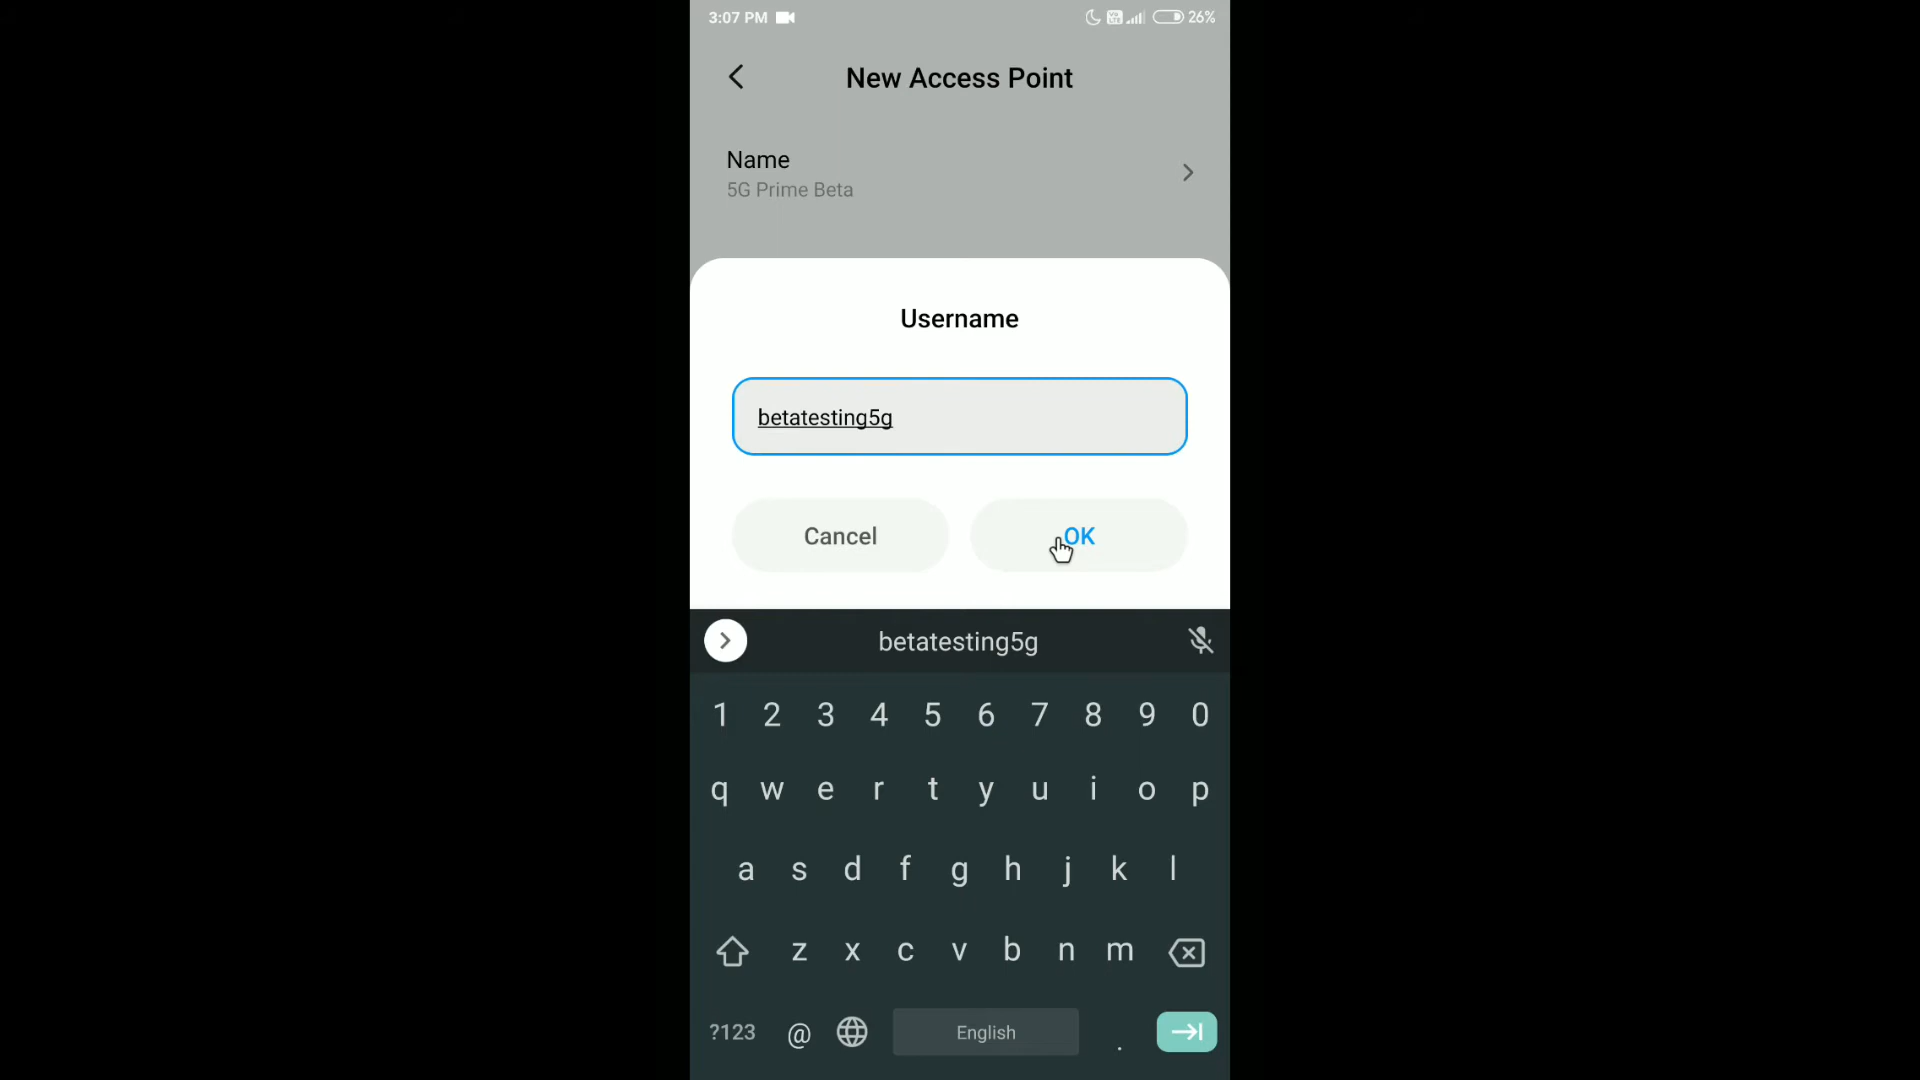 3:07 PM
26%
New Access Point
Name
5G Prime Beta
Username
betatesting5g
Cancel
OK
betatesting5g
1 2 3 4 5 6 7 8 9 0
q w e r t y u i o p
a s d f g h j k l
z x c v b n m
?123 @ English .